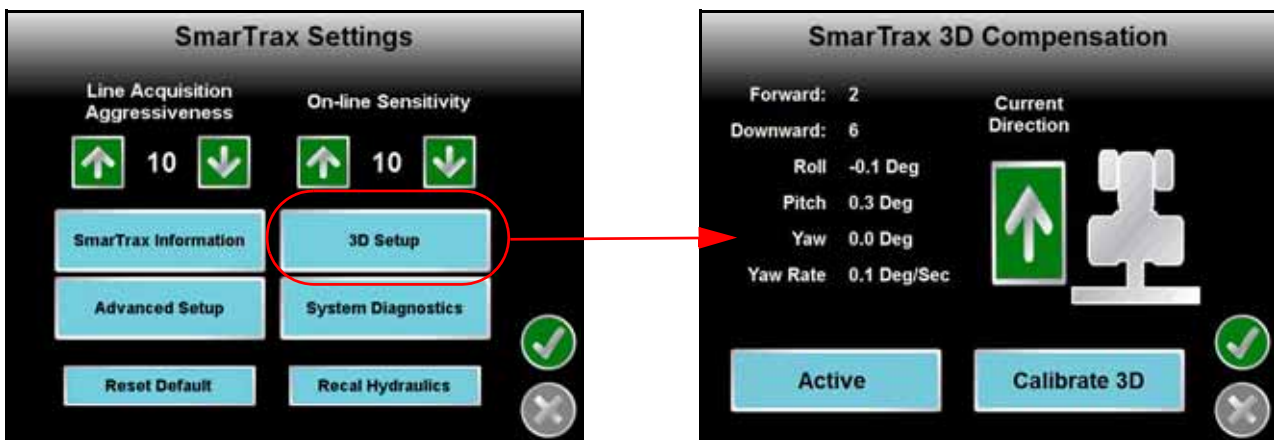 SmarTrax Settings
Line Acquisition
Aggressiveness
On-line Sensitivity
10
10
SmarTrax Information
3D Setup
Advanced Setup
System Diagnostics
Reset Default
Recal Hydraulics
SmarTrax 3D Compensation
Forward: 2
Downward: 6
Roll -0.1 Deg
Pitch 0.3 Deg
Yaw 0.0 Deg
Yaw Rate 0.1 Deg/Sec
Current
Direction
Active
Calibrate 3D